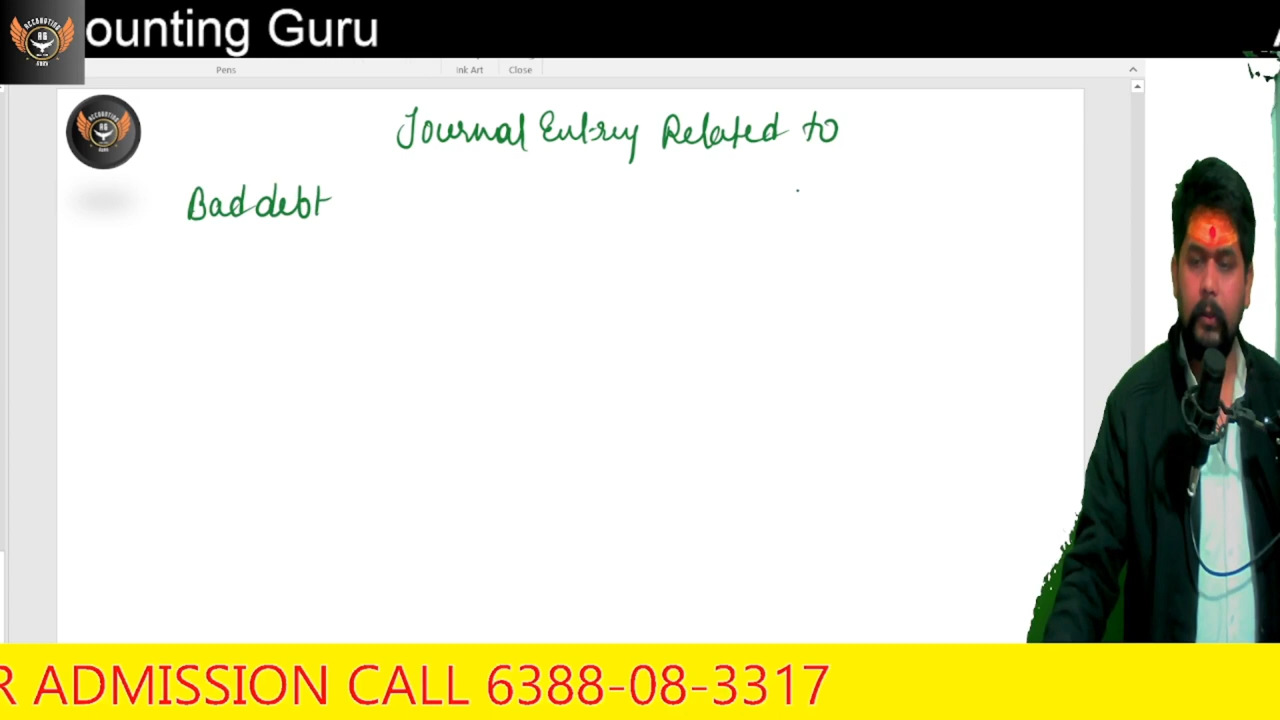 ounting Guru
Pens
Ink Art
Close
Journal Entry Related to
Bad debt
R ADMISSION CALL 6388-08-3317